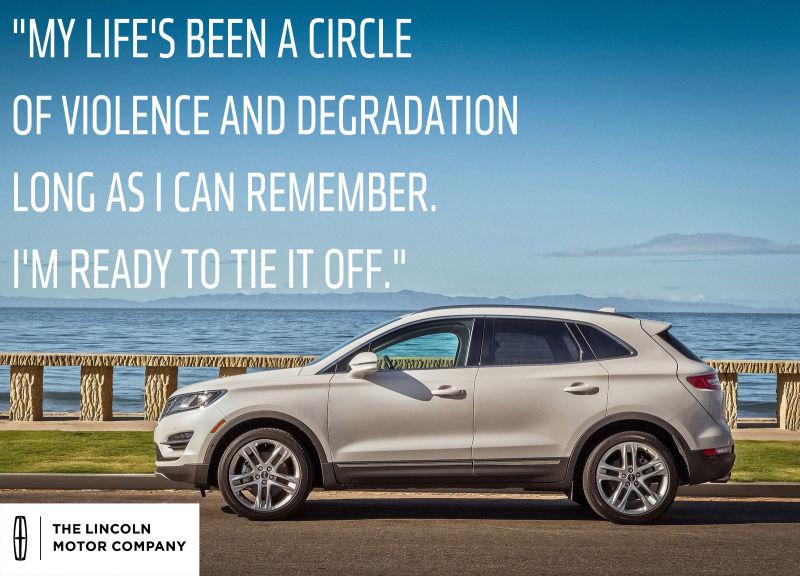 "MY LIFE'S BEEN A CIRCLE
OF VIOLENCE AND DEGRADATION
LONG AS I CAN REMEMBER.
I'M READY TO TIE IT OFF."
THE LINCOLN
MOTOR COMPANY